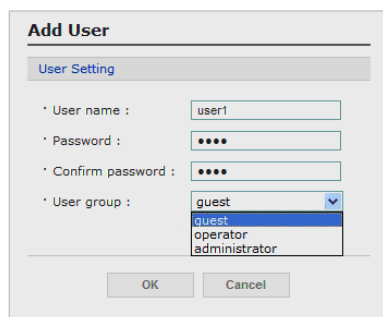 Add User
User Setting
· User name : user1
· Password : ••••
· Confirm password : ••••
· User group : guest
guest
operator
administrator
OK Cancel